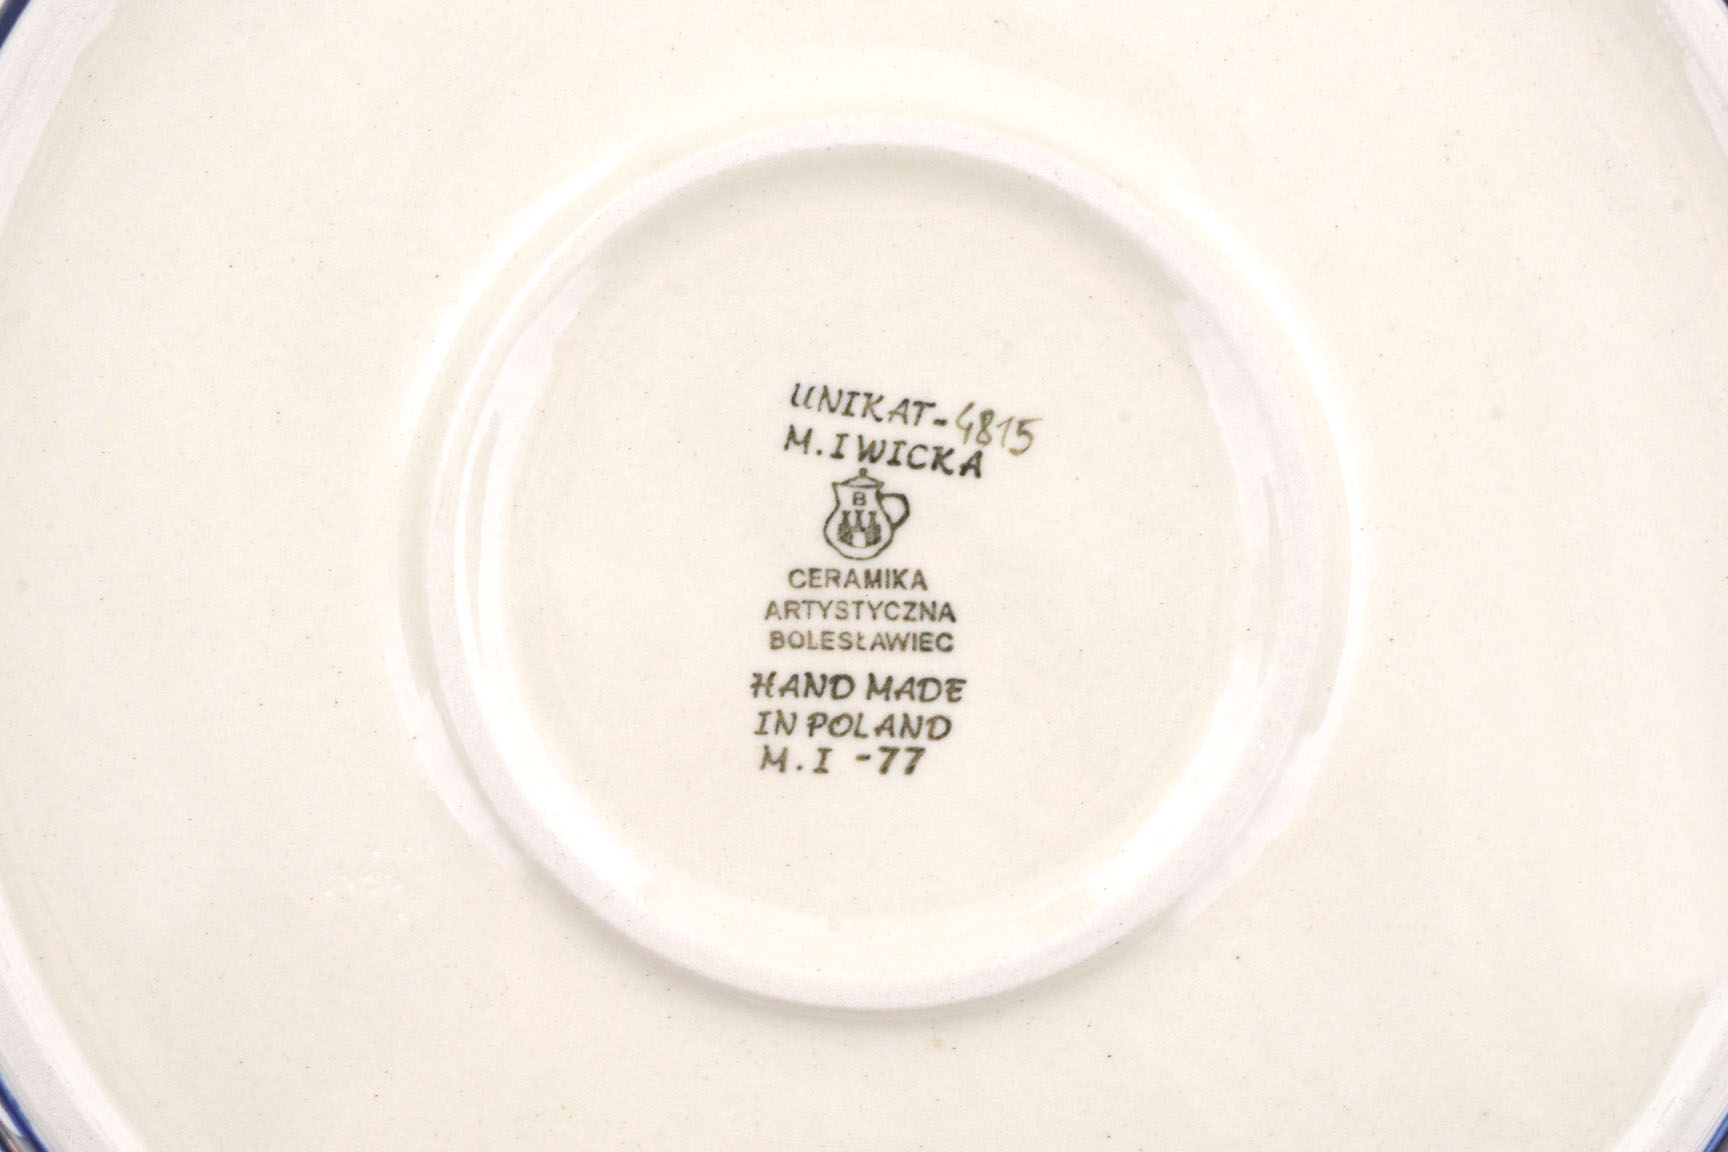 UNIKAT-4815
M.IWICKA
B
CERAMIKA
ARTYSTYCZNA
BOLESŁAWIEC
HAND MADE
IN POLAND
M.I -77